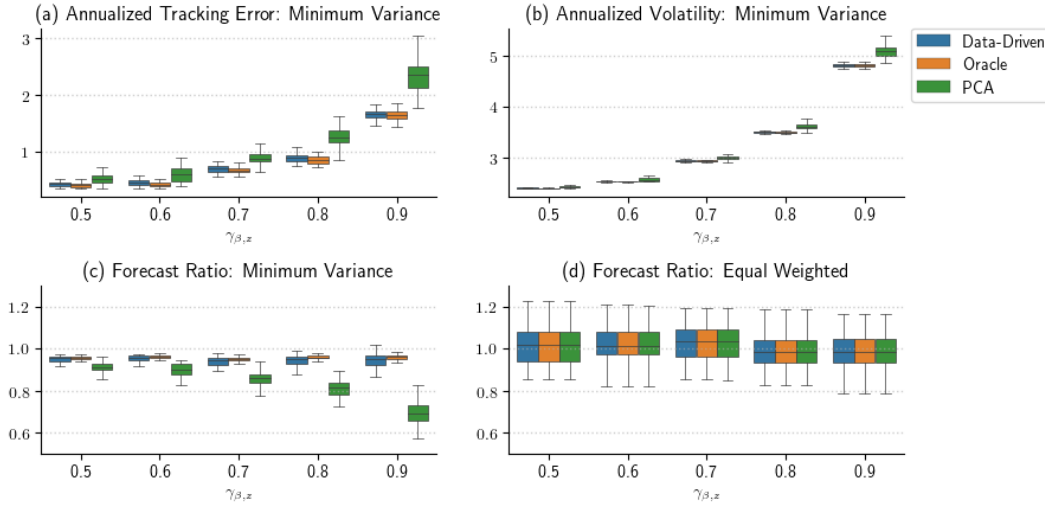 (a) Annualized Tracking Error: Minimum Variance
3
2
1
0.5 0.6 0.7 0.8 0.9
γβ,z
(b) Annualized Volatility: Minimum Variance
5
4
3
0.5 0.6 0.7 0.8 0.9
γβ,z
Data-Driven
Oracle
PCA
(c) Forecast Ratio: Minimum Variance
1.2
1.0
0.8
0.6
0.5 0.6 0.7 0.8 0.9
γβ,z
(d) Forecast Ratio: Equal Weighted
1.2
1.0
0.8
0.6
0.5 0.6 0.7 0.8 0.9
γβ,z